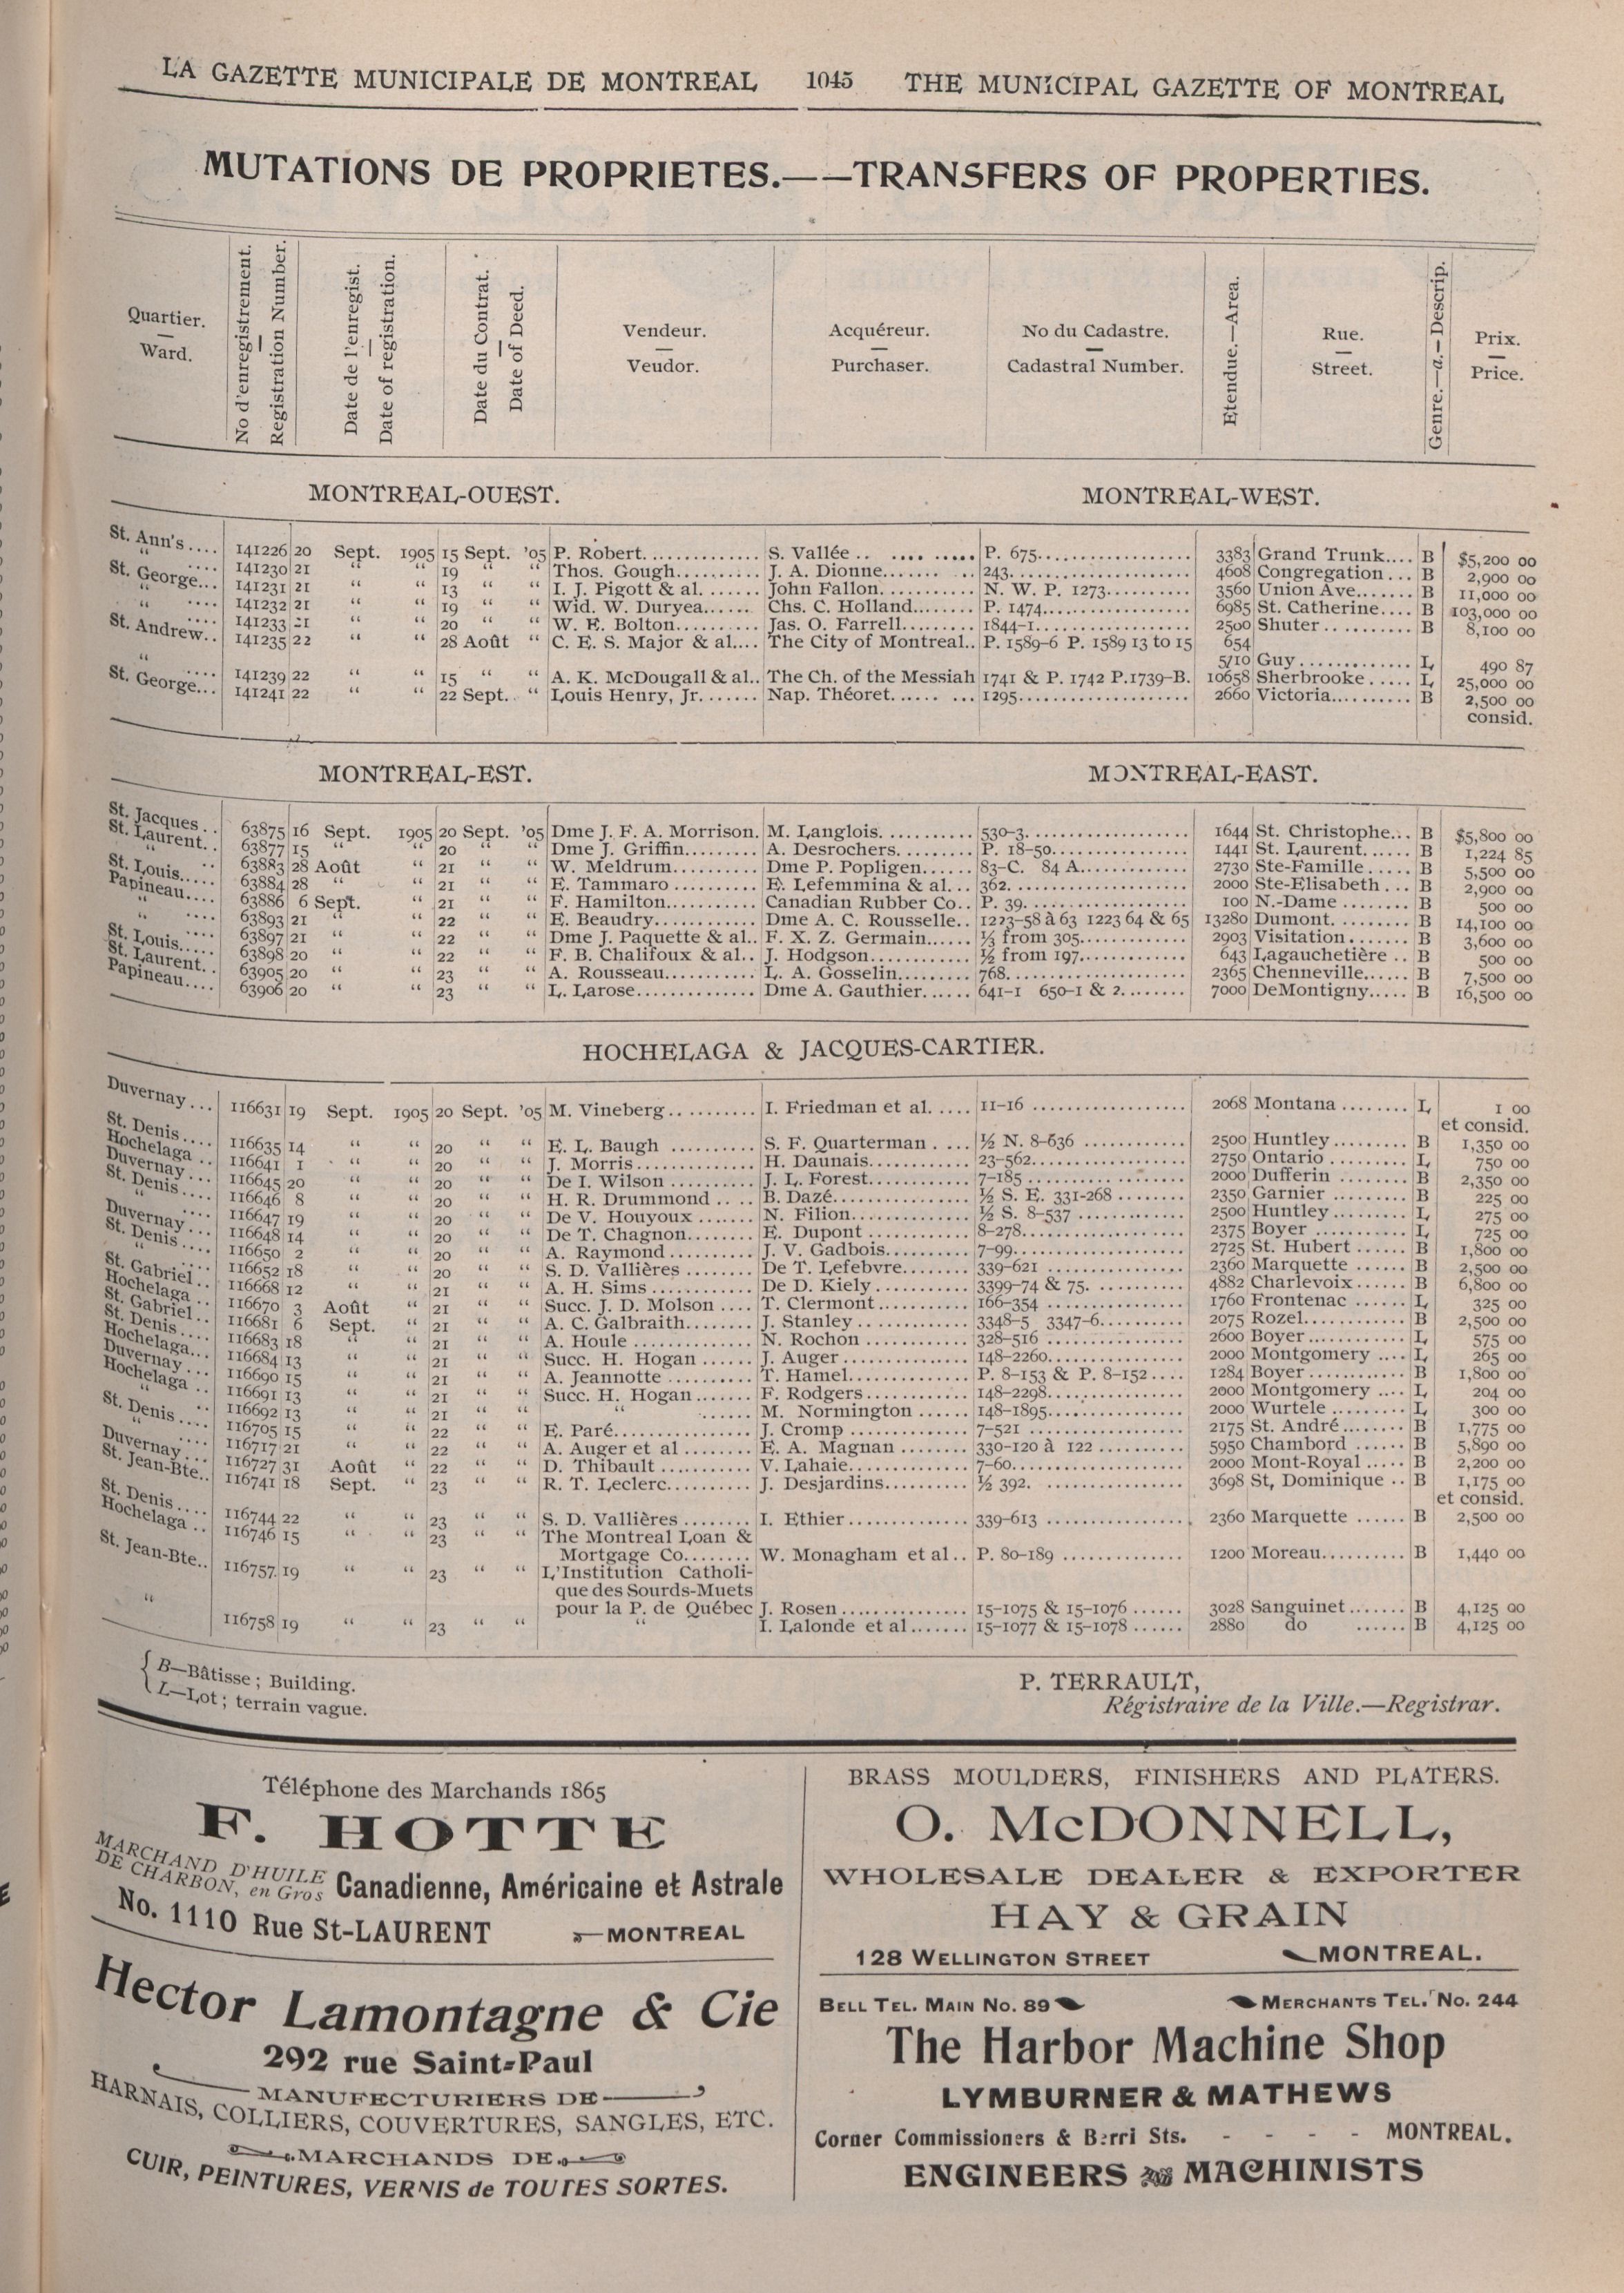 LA GAZETTE MUNICIPALE DE MONTREAL 1045 THE MUNICIPAL GAZETTE OF MONTREAL
MUTATIONS DE PROPRIETES.——TRANSFERS OF PROPERTIES.
Quartier. — Ward.
No d'enregistrement. — Registration Number.
Date de l'enregist. — Date of registration.
Date du Contrat. — Date of Deed.
Vendeur. — Veudor.
Acquéreur. — Purchaser.
No du Cadastre. — Cadastral Number.
Etendue.—Area.
Rue. — Street.
Genre.—a.—Descrip.
Prix. — Price.
MONTREAL-OUEST. MONTREAL-WEST.
St. Ann's.... 141226 20 Sept. 1905 15 Sept. '05 P. Robert............. S. Vallée.. .... ..... P. 675................. 3383 Grand Trunk.... B $5,200 00
“ .... 141230 21 “ “ 19 “ “ Thos. Gough.......... J. A. Dionne....... .. 243..................... 4608 Congregation... B 2,900 00
St. George... 141231 21 “ “ 13 “ “ I. J. Pigott & al....... John Fallon.......... N. W. P. 1273.......... 3560 Union Ave....... B 11,000 00
“ .... 141232 21 “ “ 19 “ “ Wid. W. Duryea...... Chs. C. Holland....... P. 1474................. 6985 St. Catherine.... B 103,000 00
“ .... 141233 21 “ “ 20 “ “ W. E. Bolton.......... Jas. O. Farrell........ 1844-1.................. 2500 Shuter.......... B 8,100 00
St. Andrew.. 141235 22 “ “ 28 Août “ C. E. S. Major & al.... The City of Montreal.. P. 1589-6 P. 1589 13 to 15 654
5/10 Guy............. L 490 87
“ .... 141239 22 “ “ 15 “ “ A. K. McDougall & al.. The Ch. of the Messiah 1741 & P. 1742 P.1739-B. 10658 Sherbrooke..... L 25,000 00
St. George... 141241 22 “ “ 22 Sept. “ Louis Henry, Jr....... Nap. Théoret...... ... 1295.................... 2660 Victoria.......... B 2,500 00
consid.
MONTREAL-EST. MONTREAL-EAST.
St. Jacques.. 63875 16 Sept. 1905 20 Sept. '05 Dme J. F. A. Morrison. M. Langlois........... 530-3................... 1644 St. Christophe... B $5,800 00
St. Laurent.. 63877 15 “ “ 20 “ “ Dme J. Griffin......... A. Desrochers......... P. 18-50................ 1441 St. Laurent...... B 1,224 85
“ .. 63883 28 Août “ 21 “ “ W. Meldrum.......... Dme P. Popligen...... 83-C. 84 A............ 2730 Ste-Famille..... B 5,500 00
St. Louis..... 63884 28 “ “ 21 “ “ E. Tammaro.......... E. Lefemmina & al... 362.................... 2000 Ste-Elisabeth... B 2,900 00
Papineau.... 63886 6 Sept. “ 21 “ “ F. Hamilton........... Canadian Rubber Co.. P. 39.................. 100 N.-Dame........ B 500 00
“ .... 63893 21 “ “ 22 “ “ E. Beaudry............ Dme A. C. Rousselle.. 1223-58 à 63 1223 64 & 65 13280 Dumont......... B 14,100 00
“ .... 63897 21 “ “ 22 “ “ Dme J. Paquette & al.. F. X. Z. Germain...... ⅓ from 305............ 2903 Visitation....... B 3,600 00
St. Louis..... 63898 20 “ “ 22 “ “ F. B. Chalifoux & al.. J. Hodgson............ ½ from 197............ 643 Lagauchetière.. B 500 00
St. Laurent.. 63905 20 “ “ 23 “ “ A. Rousseau........... L. A. Gosselin........ 768.................... 2365 Chenneville..... B 7,500 00
Papineau.... 63906 20 “ “ 23 “ “ L. Larose.............. Dme A. Gauthier...... 641-1 650-1 & 2........ 7000 DeMontigny..... B 16,500 00
HOCHELAGA & JACQUES-CARTIER.
Duvernay... 116631 19 Sept. 1905 20 Sept. '05 M. Vineberg.......... I. Friedman et al..... 11-16................. 2068 Montana........ L 1 00
et consid.
St. Denis.... 116635 14 “ “ 20 “ “ E. L. Baugh.......... S. F. Quarterman.... ½ N. 8-636........... 2500 Huntley......... B 1,350 00
Hochelaga.. 116641 1 “ “ 20 “ “ J. Morris............. H. Daunais........... 23-562................. 2750 Ontario......... L 750 00
Duvernay... 116645 20 “ “ 20 “ “ De I. Wilson.......... J. L. Forest........... 7-185.................. 2000 Dufferin........ B 2,350 00
St. Denis.... 116646 8 “ “ 20 “ “ H. R. Drummond.... B. Dazé............... ½ S. E. 331-268........ 2350 Garnier......... B 225 00
“ .... 116647 19 “ “ 20 “ “ De V. Houyoux....... N. Filion............. ½ S. 8-537............ 2500 Huntley......... L 275 00
Duvernay... 116648 14 “ “ 20 “ “ De T. Chagnon........ E. Dupont............ 8-278.................. 2375 Boyer........... L 725 00
St. Denis.... 116650 2 “ “ 20 “ “ A. Raymond.......... J. V. Gadbois......... 7-99................... 2725 St. Hubert...... B 1,800 00
“ .... 116652 18 “ “ 20 “ “ S. D. Vallières........ De T. Lefebvre........ 339-621............... 2360 Marquette...... B 2,500 00
St. Gabriel.. 116668 12 “ “ 21 “ “ A. H. Sims........... De D. Kiely........... 3399-74 & 75........... 4882 Charlevoix...... B 6,800 00
Hochelaga.. 116670 3 Août “ 21 “ “ Succ. J. D. Molson.... T. Clermont........... 166-354............... 1760 Frontenac...... L 325 00
St. Gabriel.. 116681 6 Sept. “ 21 “ “ A. C. Galbraith........ J. Stanley............ 3348-5 3347-6.......... 2075 Rozel........... B 2,500 00
St. Denis.... 116683 18 “ “ 21 “ “ A. Houle............. N. Rochon........... 328-516............... 2600 Boyer........... L 575 00
Hochelaga... 116684 13 “ “ 21 “ “ Succ. H. Hogan...... J. Auger.............. 148-2260............... 2000 Montgomery.... L 265 00
Duvernay... 116690 15 “ “ 21 “ “ A. Jeannotte.......... T. Hamel............. P. 8-153 & P. 8-152.... 1284 Boyer........... B 1,800 00
Hochelaga.. 116691 13 “ “ 21 “ “ Succ. H. Hogan....... F. Rodgers........... 148-2298............... 2000 Montgomery.... L 204 00
“ .. 116692 13 “ “ 21 “ “ “ ...... M. Normington...... 148-1895............... 2000 Wurtele......... L 300 00
St. Denis.... 116705 15 “ “ 22 “ “ E. Paré............... J. Cromp............. 7-521................. 2175 St. André........ B 1,775 00
“ .... 116717 21 “ “ 22 “ “ A. Auger et al........ E. A. Magnan........ 330-120 à 122.......... 5950 Chambord...... B 5,890 00
Duvernay... 116727 31 Août “ 22 “ “ D. Thibault........... V. Lahaie............. 7-60................... 2000 Mont-Royal..... B 2,200 00
St. Jean-Bte.. 116741 18 Sept. “ 23 “ “ R. T. Leclerc.......... J. Desjardins.......... ½ 392................. 3698 St, Dominique.. B 1,175 00
et consid.
St. Denis.... 116744 22 “ “ 23 “ “ S. D. Vallières........ I. Ethier.............. 339-613............... 2360 Marquette...... B 2,500 00
Hochelaga.. 116746 15 “ “ 23 “ “ The Montreal Loan &
Mortgage Co........ W. Monagham et al.. P. 80-189............. 1200 Moreau.......... B 1,440 00
St. Jean-Bte.. 116757 19 “ “ 23 “ “ L'Institution Catholi-
que des Sourds-Muets
pour la P. de Québec J. Rosen............... 15-1075 & 15-1076...... 3028 Sanguinet....... B 4,125 00
“ 116758 19 “ “ 23 “ “ “ I. Lalonde et al....... 15-1077 & 15-1078...... 2880 do ...... B 4,125 00
B—Bâtisse; Building.
L—Lot; terrain vague.
P. TERRAULT,
Régistraire de la Ville.—Registrar.
Téléphone des Marchands 1865
F. HOTTE
MARCHAND D'HUILE
DE CHARBON, en Gros
Canadienne, Américaine et Astrale
No. 1110 Rue St-LAURENT MONTREAL
Hector Lamontagne & Cie
292 rue Saint-Paul
MANUFECTURIERS DE
HARNAIS, COLLIERS, COUVERTURES, SANGLES, ETC.
MARCHANDS DE
CUIR, PEINTURES, VERNIS de TOUTES SORTES.
BRASS MOULDERS, FINISHERS AND PLATERS.
O. McDONNELL,
WHOLESALE DEALER & EXPORTER
HAY & GRAIN
128 WELLINGTON STREET MONTREAL.
BELL TEL. MAIN NO. 89 MERCHANTS TEL. NO. 244
The Harbor Machine Shop
LYMBURNER & MATHEWS
Corner Commissioners & Berri Sts. - - - - MONTREAL.
ENGINEERS AND MACHINISTS